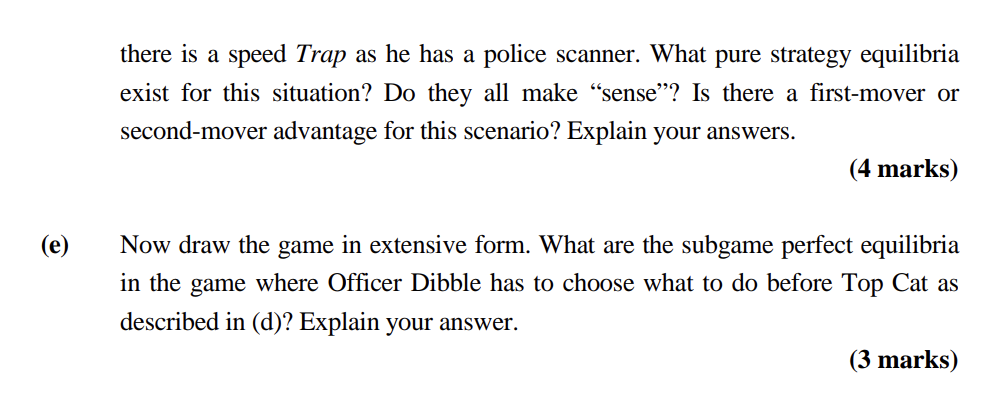 there is a speed Trap as he has a police scanner. What pure strategy equilibria
exist for this situation? Do they all make “sense”? Is there a first-mover or
second-mover advantage for this scenario? Explain your answers.
(4 marks)
(e) Now draw the game in extensive form. What are the subgame perfect equilibria
in the game where Officer Dibble has to choose what to do before Top Cat as
described in (d)? Explain your answer.
(3 marks)